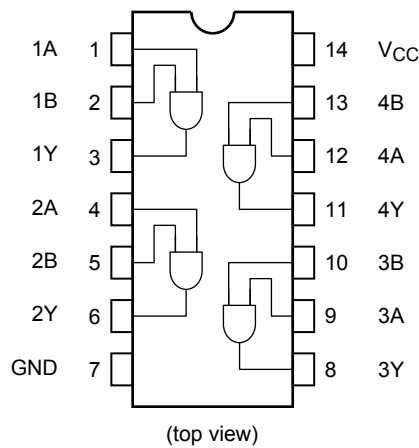 1A 1 14 VCC
1B 2 13 4B
1Y 3 12 4A
2A 4 11 4Y
2B 5 10 3B
2Y 6 9 3A
GND 7 8 3Y
(top view)